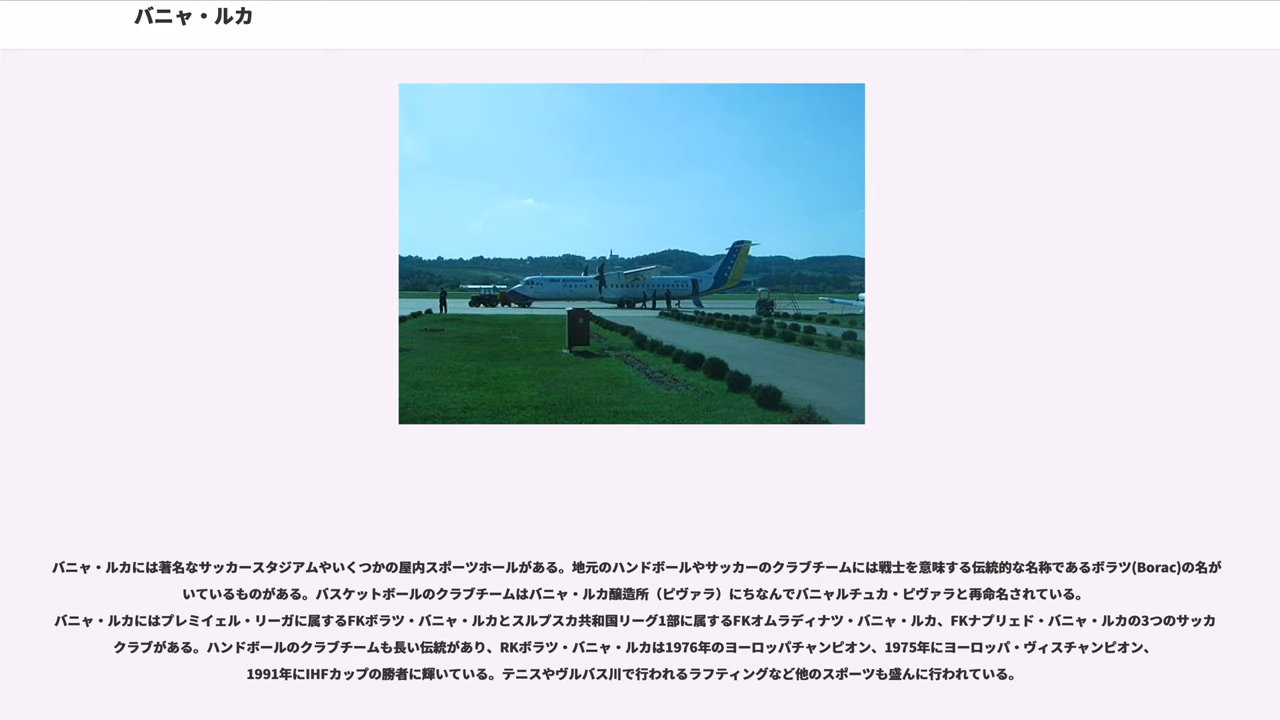 バニャ・ルカ
バニャ・ルカには著名なサッカースタジアムやいくつかの屋内スポーツホールがある。地元のハンドボールやサッカーのクラブチームには戦士を意味する伝統的な名称であるボラツ(Borac)の名が
いているものがある。バスケットボールのクラブチームはバニャ・ルカ醸造所（ピヴァラ）にちなんでバニャルチュカ・ピヴァラと再命名されている。
バニャ・ルカにはプレミイェル・リーガに属するFKボラツ・バニャ・ルカとスルプスカ共和国リーグ1部に属するFKオムラディナツ・バニャ・ルカ、FKナプリェド・バニャ・ルカの3つのサッカ
クラブがある。ハンドボールのクラブチームも長い伝統があり、RKボラツ・バニャ・ルカは1976年のヨーロッパチャンピオン、1975年にヨーロッパ・ヴィスチャンピオン、
1991年にIHFカップの勝者に輝いている。テニスやヴルバス川で行われるラフティングなど他のスポーツも盛んに行われている。